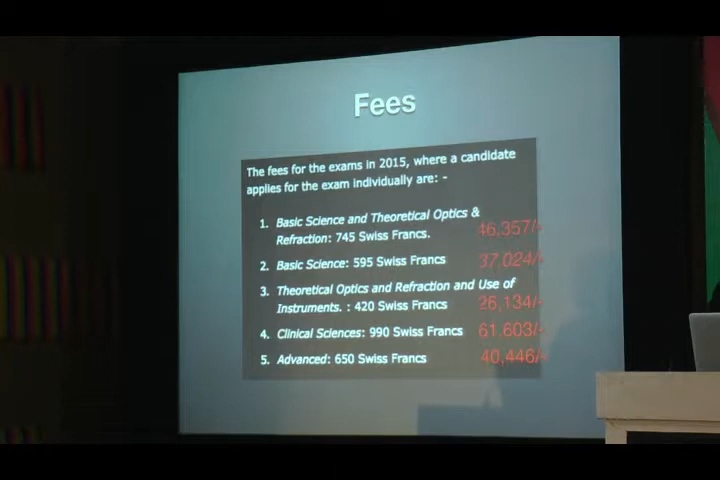 Fees
The fees for the exams in 2015, where a candidate
applies for the exam individually are: -
1. Basic Science and Theoretical Optics &
Refraction: 745 Swiss Francs. 46,357/-
2. Basic Science: 595 Swiss Francs 37,024/-
3. Theoretical Optics and Refraction and Use of
Instruments. : 420 Swiss Francs 26,134/-
4. Clinical Sciences: 990 Swiss Francs 61,603/-
5. Advanced: 650 Swiss Francs 40,446/-